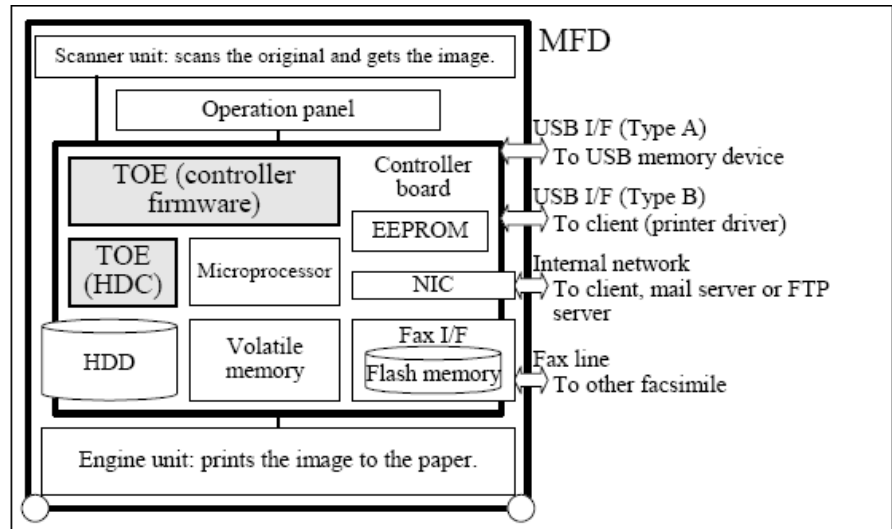 MFD
Scanner unit: scans the original and gets the image.
Operation panel
TOE (controller
firmware)
Controller
board
EEPROM
TOE
(HDC)
Microprocessor
NIC
HDD
Volatile
memory
Fax I/F
Flash memory
Engine unit: prints the image to the paper.
USB I/F (Type A)
To USB memory device
USB I/F (Type B)
To client (printer driver)
Internal network
To client, mail server or FTP
server
Fax line
To other facsimile